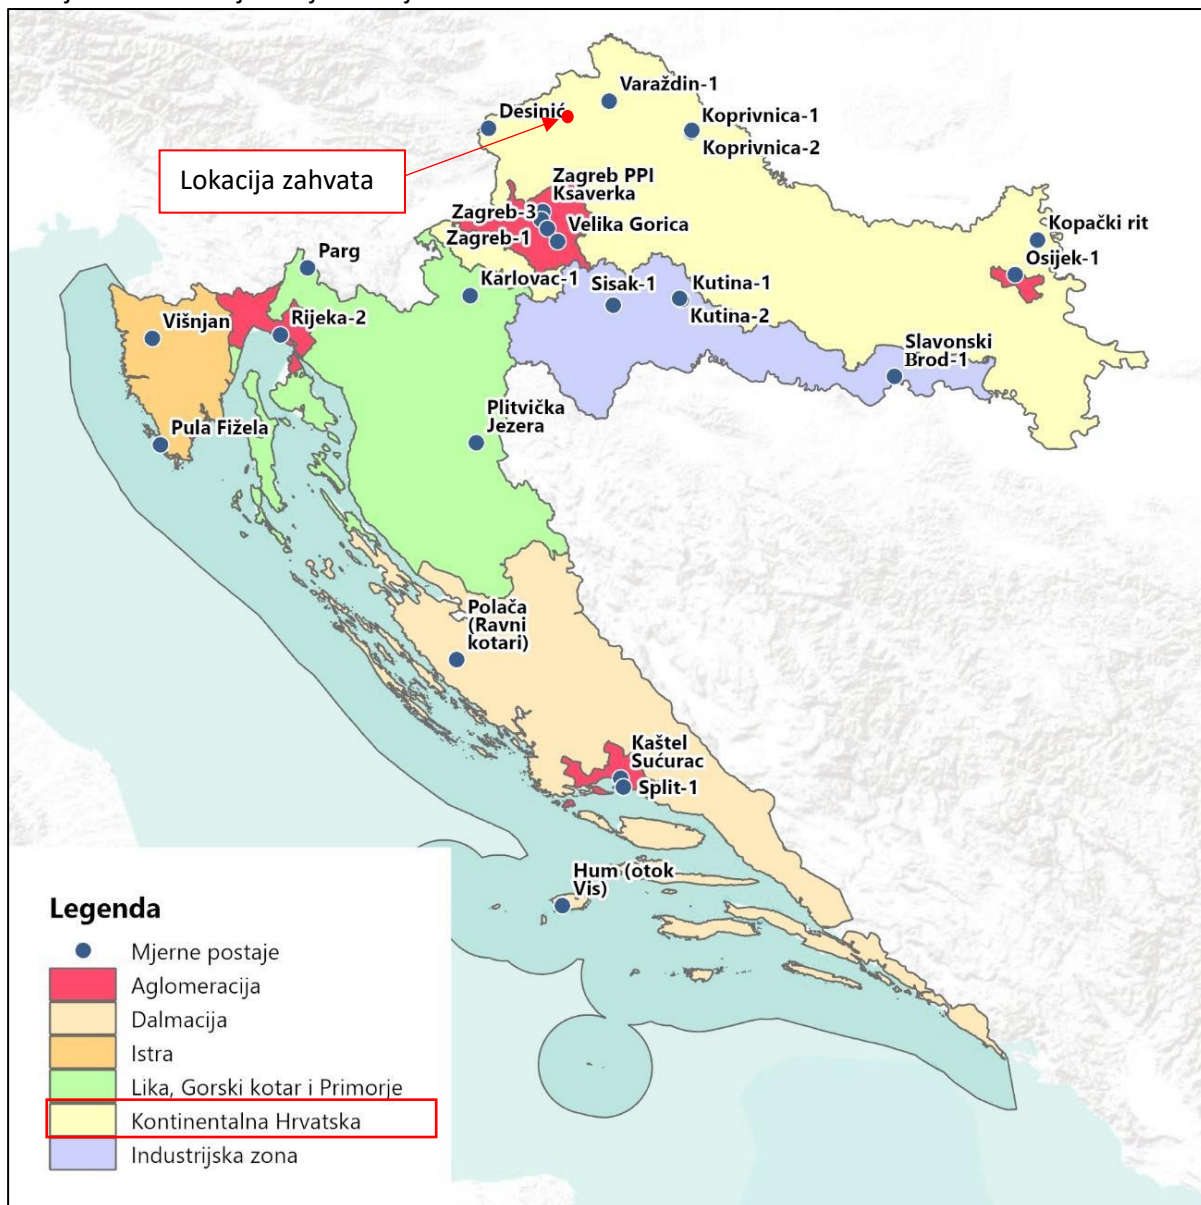 Varaždin-1
Desinić
Koprivnica-1
Koprivnica-2
Lokacija zahvata
Zagreb PPI
Ksaverka
Zagreb-3
Velika Gorica
Zagreb-1
Kopački rit
Osijek-1
Parg
Karlovac-1
Sisak-1
Kutina-1
Kutina-2
Višnjan
Rijeka-2
Slavonski
Brod-1
Plitvička
Jezera
Pula Fižela
Polača
(Ravni
kotari)
Kaštel
Sućurac
Split-1
Hum (otok
Vis)
Legenda
Mjerne postaje
Aglomeracija
Dalmacija
Istra
Lika, Gorski kotar i Primorje
Kontinentalna Hrvatska
Industrijska zona